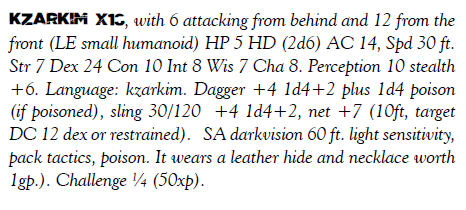 KZARKIM X18, with 6 attacking from behind and 12 from the
front (LE small humanoid) HP 5 HD (2d6) AC 14, Spd 30 ft.
Str 7 Dex 24 Con 10 Int 8 Wis 7 Cha 8. Perception 10 stealth
+6. Language: kzarkim. Dagger +4 1d4+2 plus 1d4 poison
(if poisoned), sling 30/120 +4 1d4+2, net +7 (10ft, target
DC 12 dex or restrained). SA darkvision 60 ft. light sensitivity,
pack tactics, poison. It wears a leather hide and necklace worth
1gp.). Challenge ¼ (50xp).